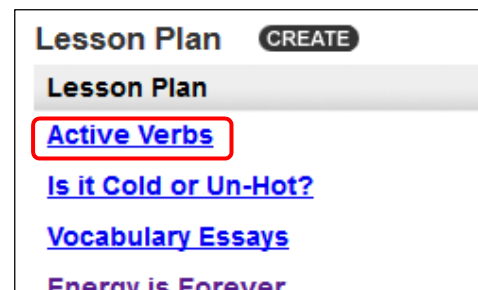 Lesson Plan CREATE
Lesson Plan
Active Verbs
Is it Cold or Un-Hot?
Vocabulary Essays
Energy is Forever